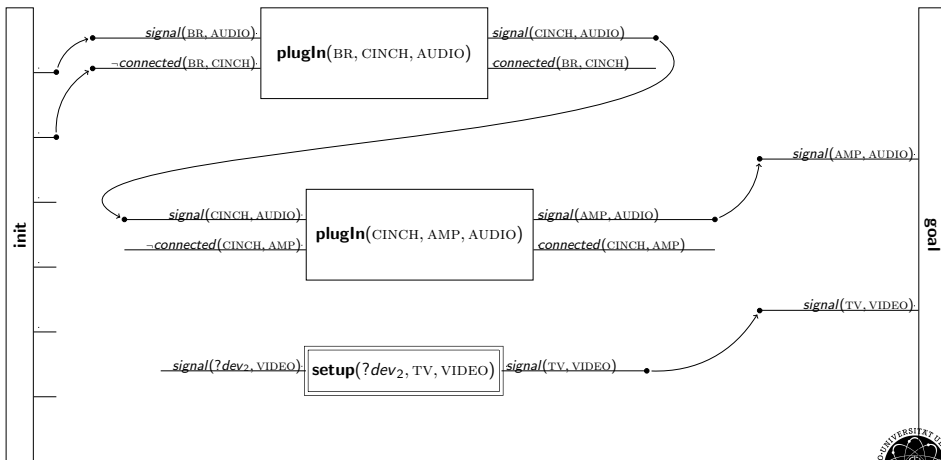 signal(BR, AUDIO)
¬connected(BR, CINCH)
plugIn(BR, CINCH, AUDIO)
signal(CINCH, AUDIO)
connected(BR, CINCH)
init
signal(CINCH, AUDIO)
¬connected(CINCH, AMP)
plugIn(CINCH, AMP, AUDIO)
signal(AMP, AUDIO)
connected(CINCH, AMP)
signal(?dev₂, VIDEO)
setup(?dev₂, TV, VIDEO)
signal(TV, VIDEO)
signal(AMP, AUDIO)
signal(TV, VIDEO)
goal